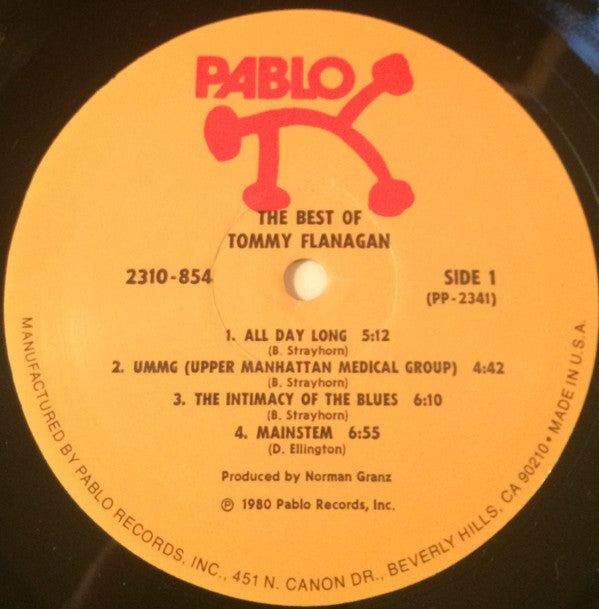 PABLO
THE BEST OF
TOMMY FLANAGAN
2310-854
SIDE 1
(PP-2341)
1. ALL DAY LONG 5:12
(B. Strayhorn)
2. UMMG (UPPER MANHATTAN MEDICAL GROUP) 4:42
(B. Strayhorn)
3. THE INTIMACY OF THE BLUES 6:10
(B. Strayhorn)
4. MAINSTEM 6:55
(D. Ellington)
Produced by Norman Granz
℗ 1980 Pablo Records, Inc.
MANUFACTURED BY PABLO RECORDS, INC., 451 N. CANON DR., BEVERLY HILLS, CA 90210 • MADE IN U.S.A.